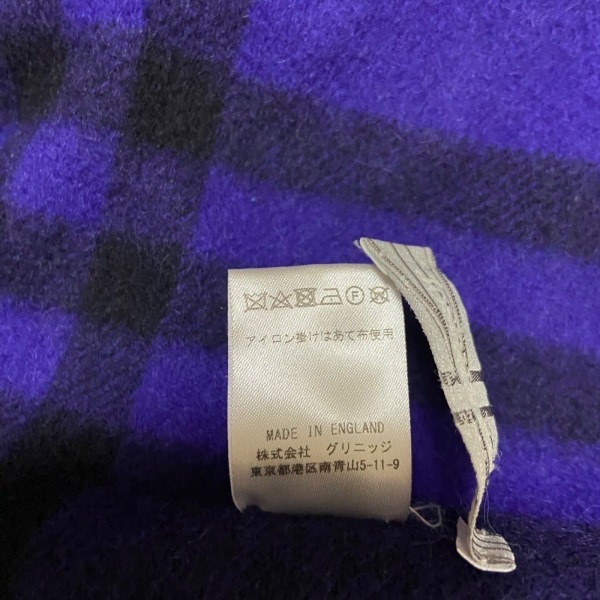 F
アイロン掛けはあて布使用
MADE IN ENGLAND
株式会社 グリニッジ
東京都港区南青山5-11-9